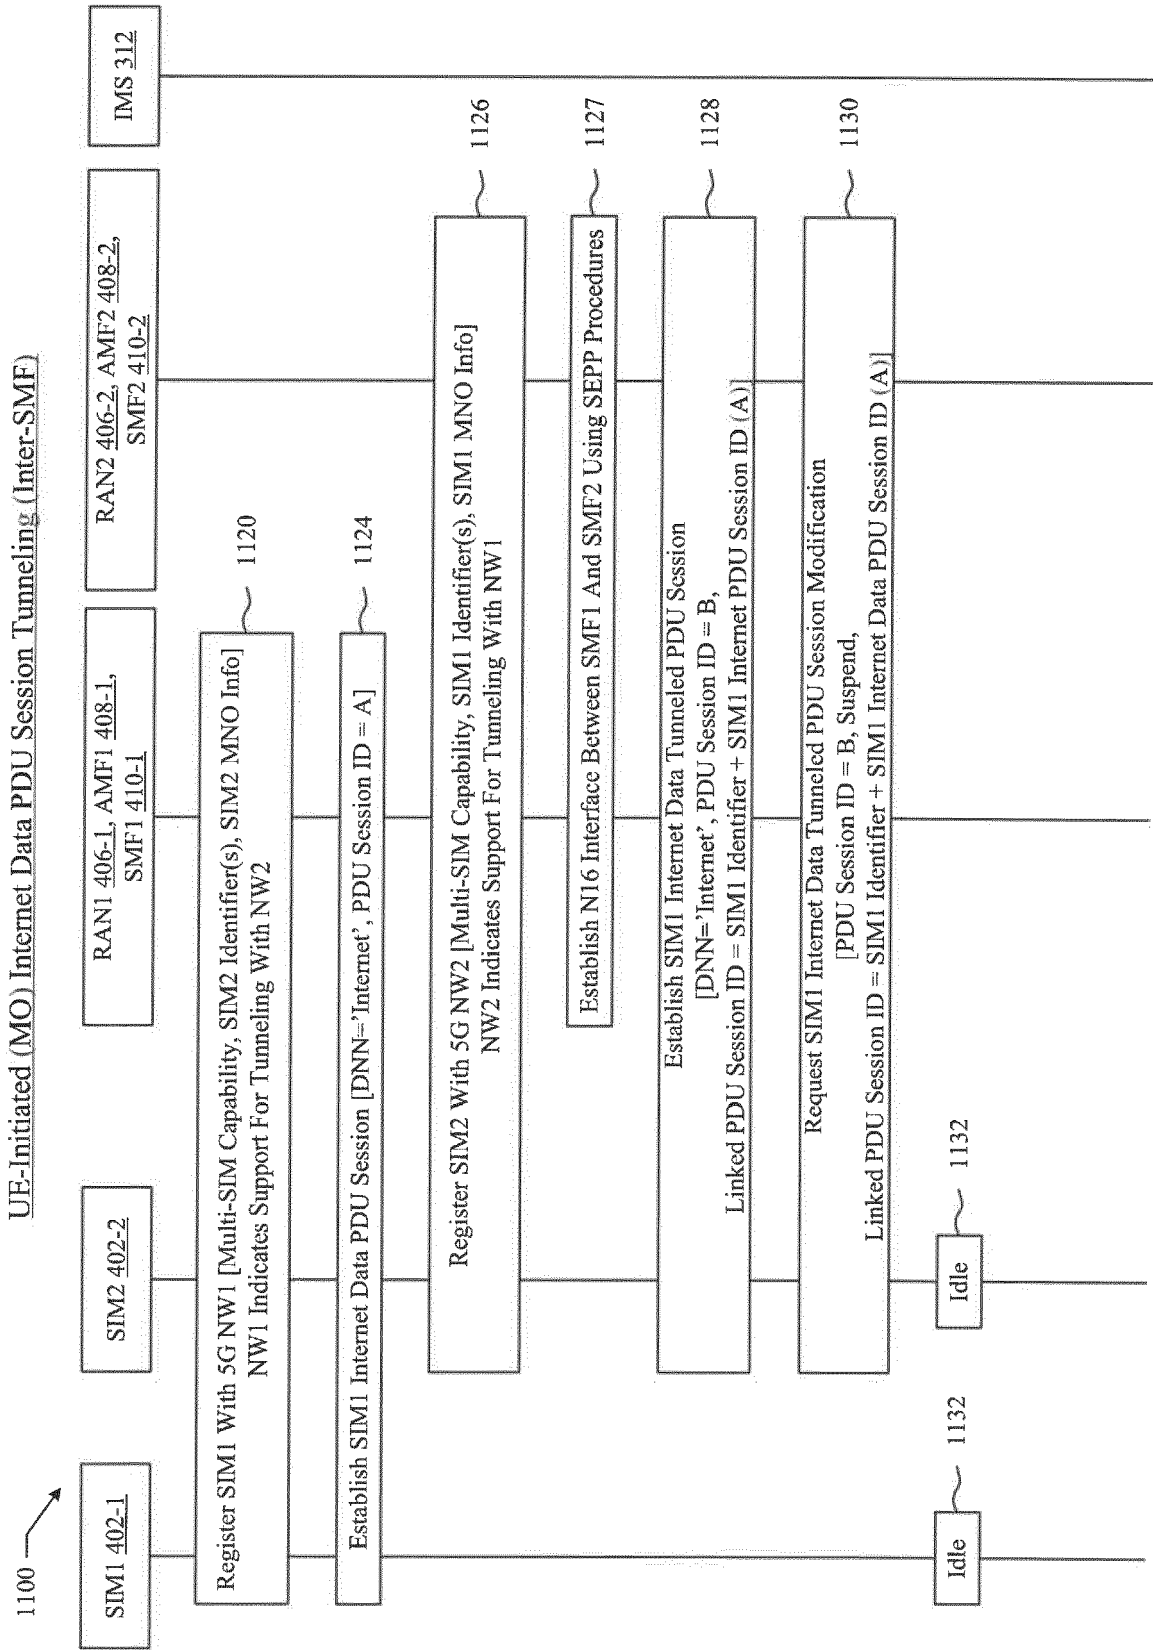 UE-Initiated (MO) Internet Data PDU Session Tunneling (Inter-SMF)
1100
SIM1 402-1
SIM2 402-2
RAN1 406-1, AMF1 408-1,
SMF1 410-1
RAN2 406-2, AMF2 408-2,
SMF2 410-2
IMS 312
Register SIM1 With 5G NW1 [Multi-SIM Capability, SIM2 Identifier(s), SIM2 MNO Info]
NW1 Indicates Support For Tunneling With NW2
1120
Establish SIM1 Internet Data PDU Session [DNN='Internet', PDU Session ID = A]
1124
Register SIM2 With 5G NW2 [Multi-SIM Capability, SIM1 Identifier(s), SIM1 MNO Info]
NW2 Indicates Support For Tunneling With NW1
1126
Establish N16 Interface Between SMF1 And SMF2 Using SEPP Procedures
1127
Establish SIM1 Internet Data Tunneled PDU Session
[DNN='Internet', PDU Session ID = B,
Linked PDU Session ID = SIM1 Identifier + SIM1 Internet PDU Session ID (A)]
1128
Request SIM1 Internet Data Tunneled PDU Session Modification
[PDU Session ID = B, Suspend,
Linked PDU Session ID = SIM1 Identifier + SIM1 Internet Data PDU Session ID (A)]
1130
Idle
1132
Idle
1132